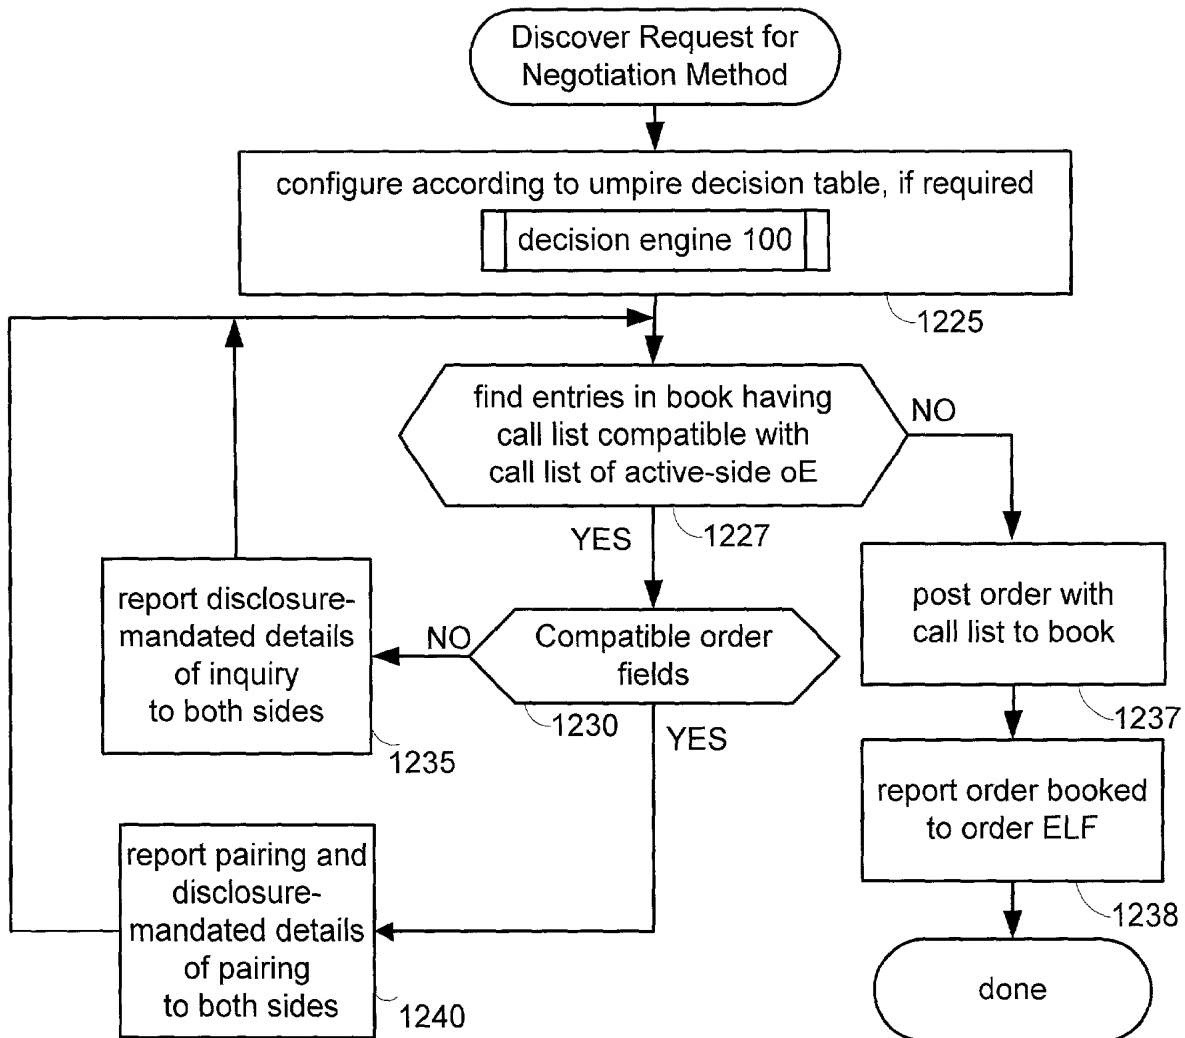 Discover Request for
Negotiation Method
configure according to umpire decision table, if required
decision engine 100
1225
find entries in book having
call list compatible with
call list of active-side oE
NO
YES
1227
report disclosure-
mandated details
of inquiry
to both sides
1235
NO
Compatible order
fields
1230
YES
post order with
call list to book
1237
report order booked
to order ELF
1238
report pairing and
disclosure-
mandated details
of pairing
to both sides
1240
done